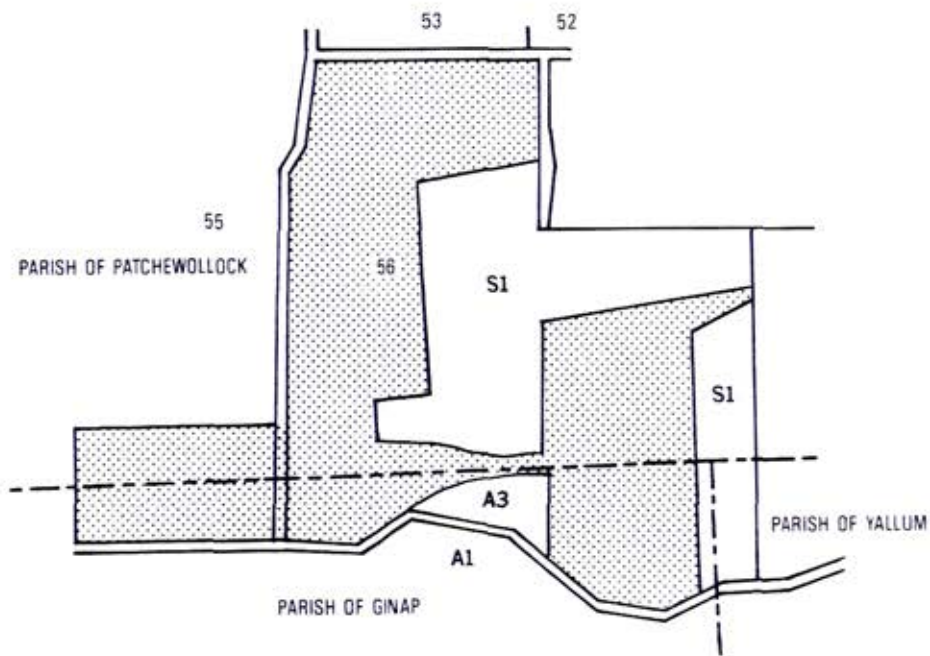 53
52
55
PARISH OF PATCHEWOLLOCK
56
S1
S1
A3
PARISH OF YALLUM
A1
PARISH OF GINAP